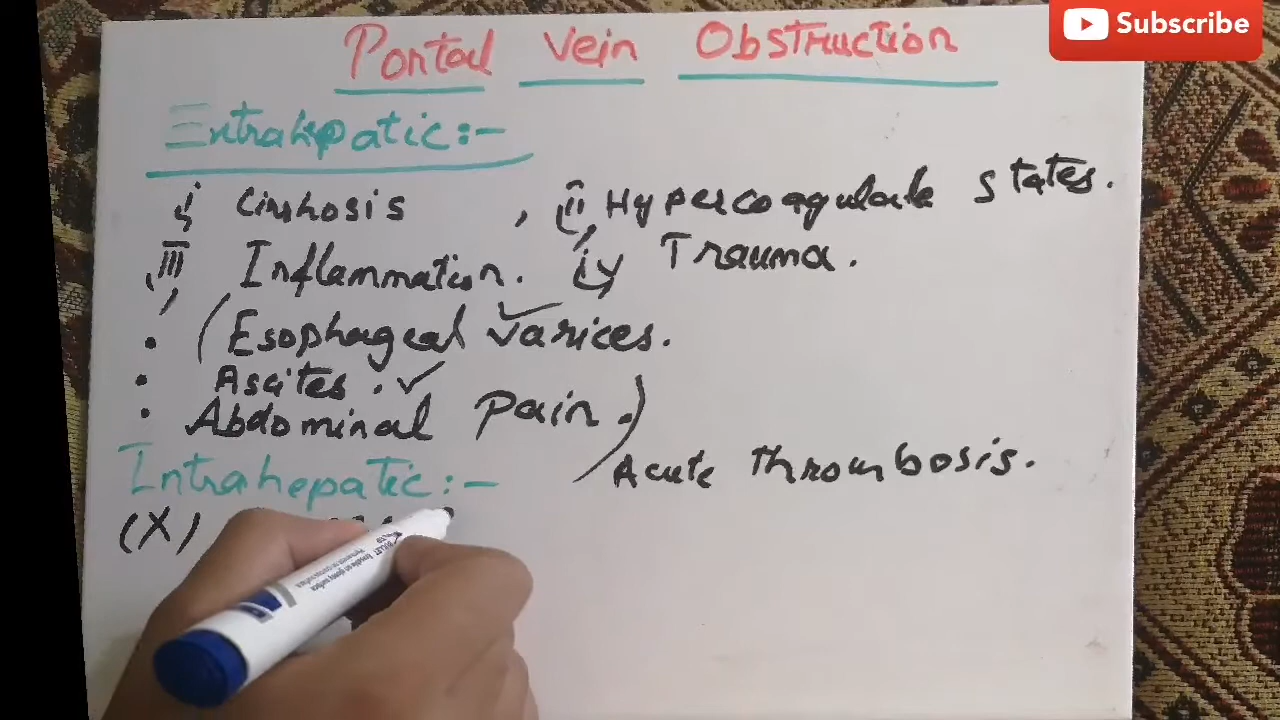 Subscribe
Portal Vein Obstruction
Extrahepatic:-
i, Cirrhosis , ii, Hypercoagulable States.
iii, Inflammation. iv, Trauma.
• (Esophageal Varices.
• Ascites. ✓
• Abdominal Pain.)
Acute thrombosis.
Intrahepatic:-
(X)